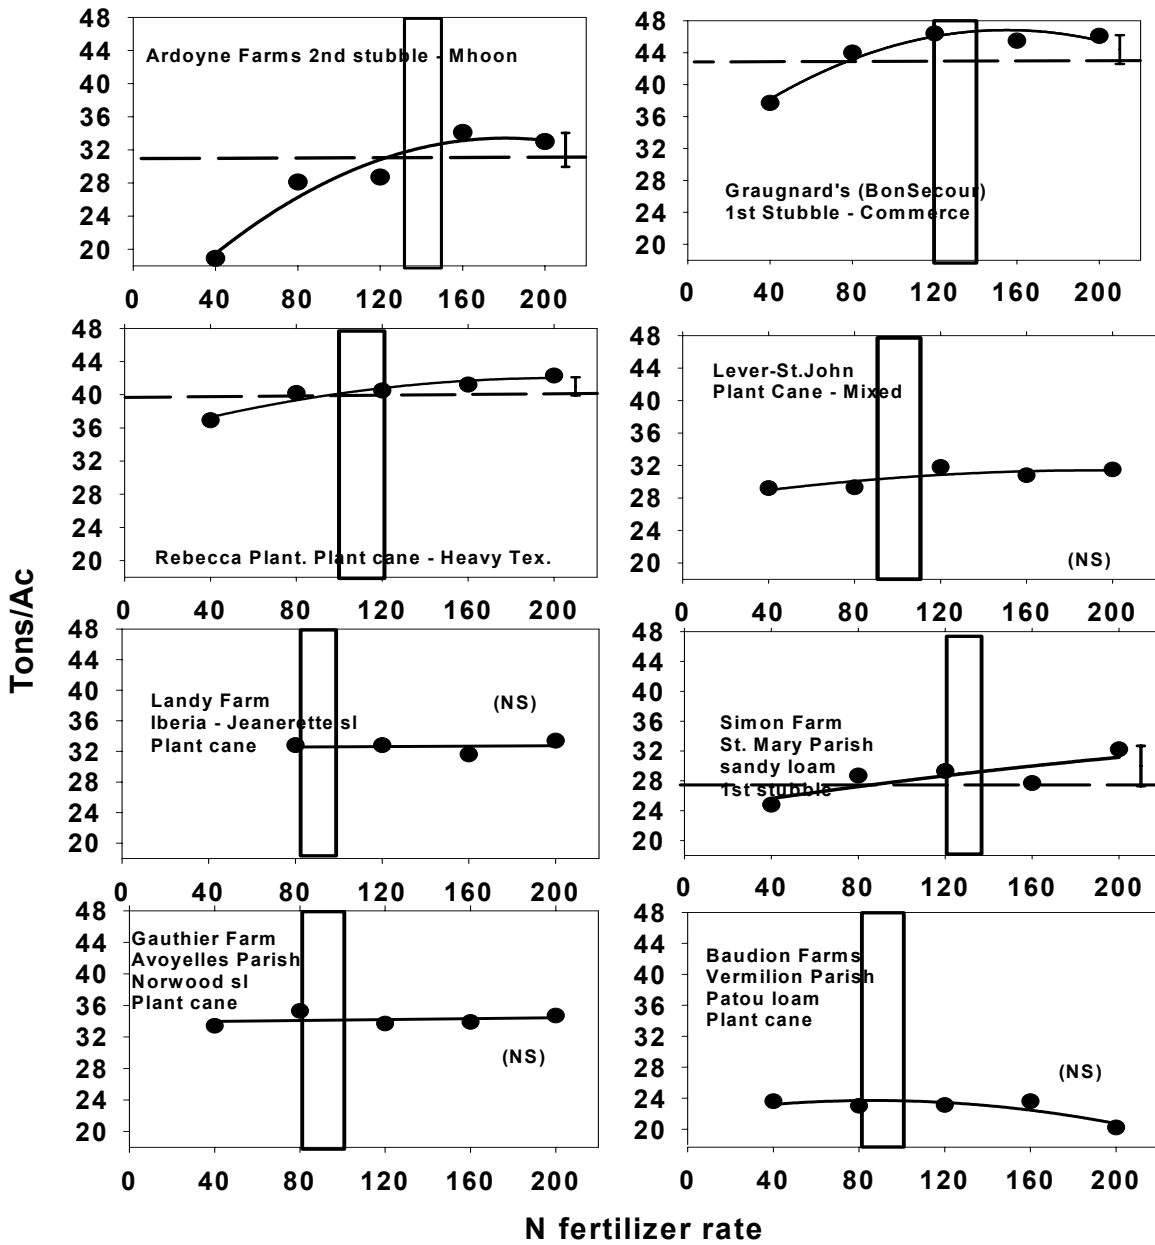 Tons/Ac
48
44
40
36
32
28
24
20
Ardoyne Farms 2nd stubble - Mhoon
0 40 80 120 160 200
48
44
40
36
32
28
24
20
Graugnard's (BonSecour)
1st Stubble - Commerce
0 40 80 120 160 200
48
44
40
36
32
28
24
20
Rebecca Plant. Plant cane - Heavy Tex.
0 40 80 120 160 200
48
44
40
36
32
28
24
20
Lever-St.John
Plant Cane - Mixed
(NS)
0 40 80 120 160 200
48
44
40
36
32
28
24
20
Landy Farm
Iberia - Jeanerette sl
Plant cane
(NS)
0 40 80 120 160 200
48
44
40
36
32
28
24
20
Simon Farm
St. Mary Parish
sandy loam
1st stubble
0 40 80 120 160 200
48
44
40
36
32
28
24
20
Gauthier Farm
Avoyelles Parish
Norwood sl
Plant cane
(NS)
0 40 80 120 160 200
48
44
40
36
32
28
24
20
Baudion Farms
Vermilion Parish
Patou loam
Plant cane
(NS)
0 40 80 120 160 200
N fertilizer rate